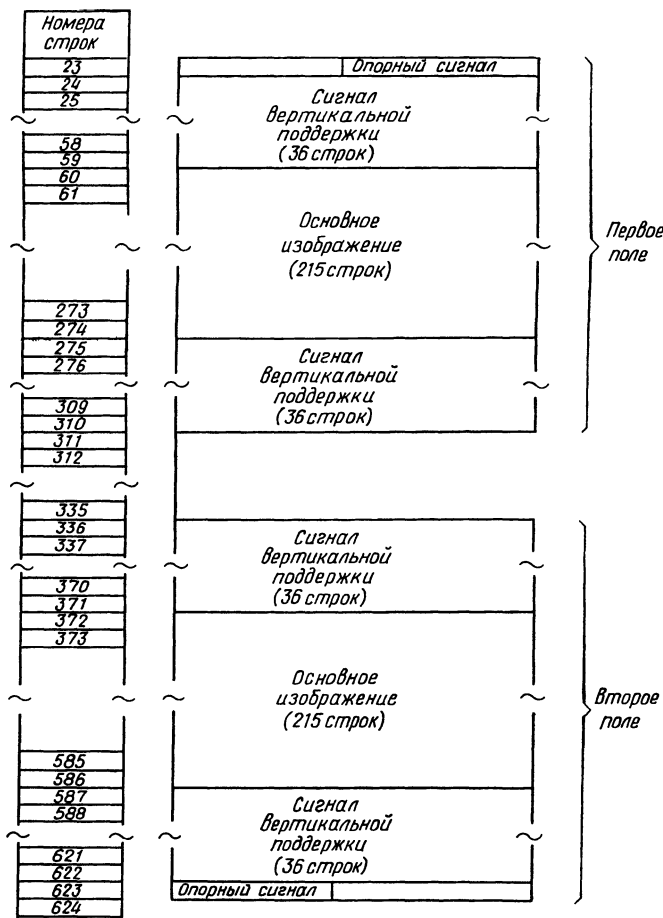 Номера
строк
23
24
25
58
59
60
61
273
274
275
276
309
310
311
312
335
336
337
370
371
372
373
585
586
587
588
621
622
623
624
Опорный сигнал
Сигнал
вертикальной
поддержки
(36 строк)
Основное
изображение
(215 строк)
Сигнал
вертикальной
поддержки
(36 строк)
Первое
поле
Сигнал
вертикальной
поддержки
(36 строк)
Основное
изображение
(215 строк)
Сигнал
вертикальной
поддержки
(36 строк)
Опорный сигнал
Второе
поле